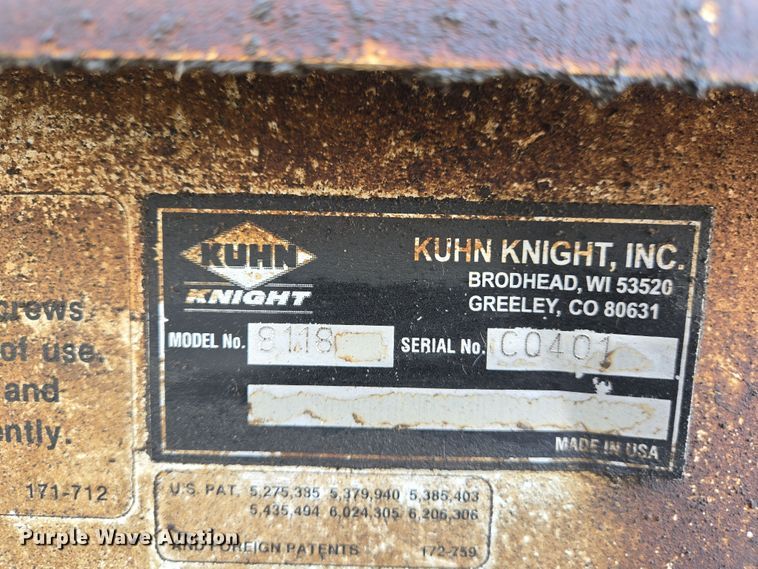 KUHN
KNIGHT
KUHN KNIGHT, INC.
BRODHEAD, WI 53520
GREELEY, CO 80631
MODEL No. 8118 SERIAL No. C0401
MADE IN USA
crews.
of use.
and
ently.
171-712
U.S. PAT. 5,275,335 5,379,940 5,385,403
5,435,494 6,024,305 6,206,306
AND FOREIGN PATENTS 172-759
Purple Wave Auction